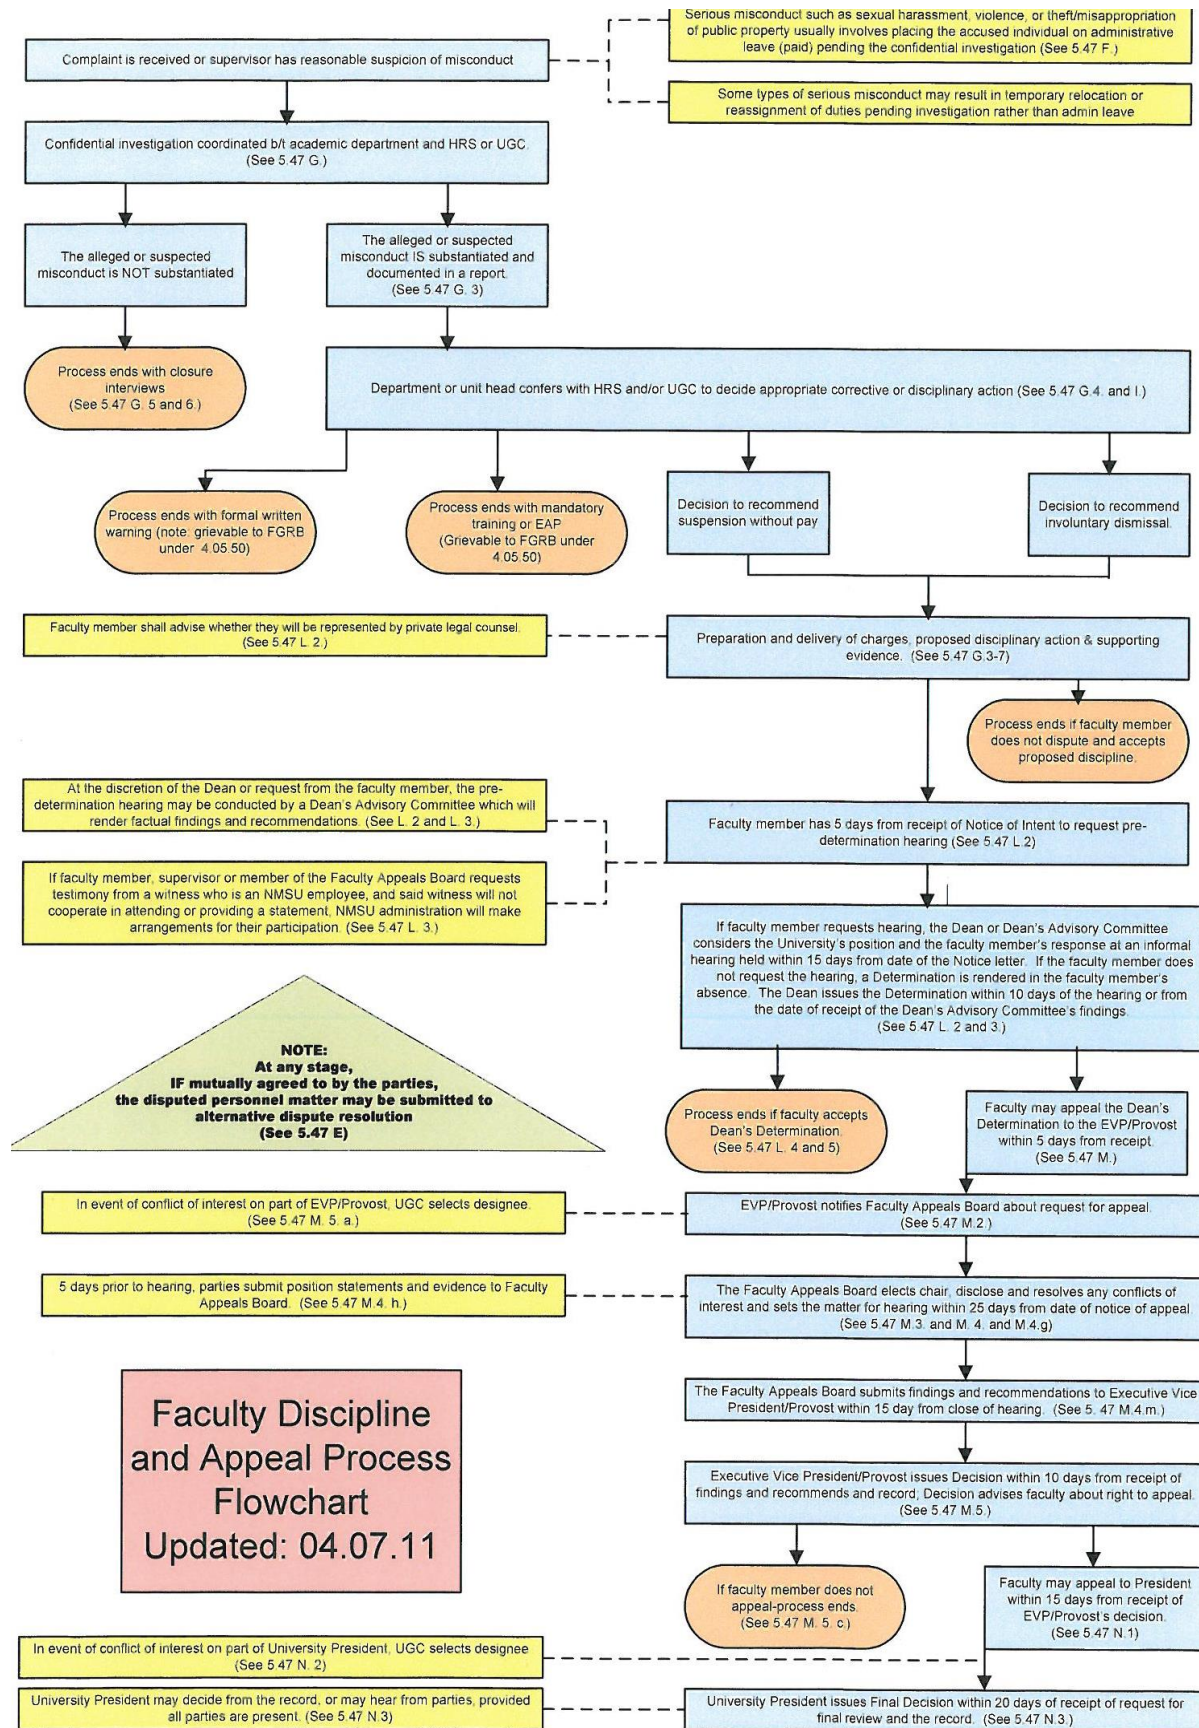 Serious misconduct such as sexual harassment, violence, or theft/misappropriation
of public property usually involves placing the accused individual on administrative
leave (paid) pending the confidential investigation (See 5.47 F.)
Complaint is received or supervisor has reasonable suspicion of misconduct
Some types of serious misconduct may result in temporary relocation or
reassignment of duties pending investigation rather than admin leave
Confidential investigation coordinated b/t academic department and HRS or UGC.
(See 5.47 G.)
The alleged or suspected
misconduct is NOT substantiated
The alleged or suspected
misconduct IS substantiated and
documented in a report.
(See 5.47 G. 3)
Process ends with closure
interviews
(See 5.47 G. 5 and 6.)
Department or unit head confers with HRS and/or UGC to decide appropriate corrective or disciplinary action (See 5.47 G.4. and I.)
Process ends with formal written
warning (note: grievable to FGRB
under 4.05.50)
Process ends with mandatory
training or EAP
(Grievable to FGRB under
4.05.50)
Decision to recommend
suspension without pay
Decision to recommend
involuntary dismissal.
Faculty member shall advise whether they will be represented by private legal counsel.
(See 5.47 L. 2.)
Preparation and delivery of charges, proposed disciplinary action & supporting
evidence. (See 5.47 G.3-7)
Process ends if faculty member
does not dispute and accepts
proposed discipline.
At the discretion of the Dean or request from the faculty member, the pre-
determination hearing may be conducted by a Dean's Advisory Committee which will
render factual findings and recommendations. (See L. 2 and L. 3.)
Faculty member has 5 days from receipt of Notice of Intent to request pre-
determination hearing (See 5.47 L.2)
If faculty member, supervisor or member of the Faculty Appeals Board requests
testimony from a witness who is an NMSU employee, and said witness will not
cooperate in attending or providing a statement, NMSU administration will make
arrangements for their participation. (See 5.47 L. 3.)
If faculty member requests hearing, the Dean or Dean's Advisory Committee
considers the University's position and the faculty member's response at an informal
hearing held within 15 days from date of the Notice letter. If the faculty member does
not request the hearing, a Determination is rendered in the faculty member's
absence. The Dean issues the Determination within 10 days of the hearing or from
the date of receipt of the Dean's Advisory Committee's findings.
(See 5.47 L. 2 and 3.)
NOTE:
At any stage,
IF mutually agreed to by the parties,
the disputed personnel matter may be submitted to
alternative dispute resolution
(See 5.47 E)
Process ends if faculty accepts
Dean's Determination.
(See 5.47 L. 4 and 5)
Faculty may appeal the Dean's
Determination to the EVP/Provost
within 5 days from receipt.
(See 5.47 M.)
In event of conflict of interest on part of EVP/Provost, UGC selects designee.
(See 5.47 M. 5. a.)
EVP/Provost notifies Faculty Appeals Board about request for appeal.
(See 5.47 M.2.)
5 days prior to hearing, parties submit position statements and evidence to Faculty
Appeals Board. (See 5.47 M.4. h.)
The Faculty Appeals Board elects chair, disclose and resolves any conflicts of
interest and sets the matter for hearing within 25 days from date of notice of appeal
(See 5.47 M.3. and M. 4. and M.4.g)
The Faculty Appeals Board submits findings and recommendations to Executive Vice
President/Provost within 15 day from close of hearing. (See 5. 47 M.4.m.)
Faculty Discipline
and Appeal Process
Flowchart
Updated: 04.07.11
Executive Vice President/Provost issues Decision within 10 days from receipt of
findings and recommends and record; Decision advises faculty about right to appeal.
(See 5.47 M.5.)
If faculty member does not
appeal-process ends.
(See 5.47 M. 5. c.)
Faculty may appeal to President
within 15 days from receipt of
EVP/Provost's decision.
(See 5.47 N.1)
In event of conflict of interest on part of University President, UGC selects designee
(See 5.47 N. 2)
University President may decide from the record, or may hear from parties, provided
all parties are present. (See 5.47 N.3)
University President issues Final Decision within 20 days of receipt of request for
final review and the record. (See 5.47 N.3.)